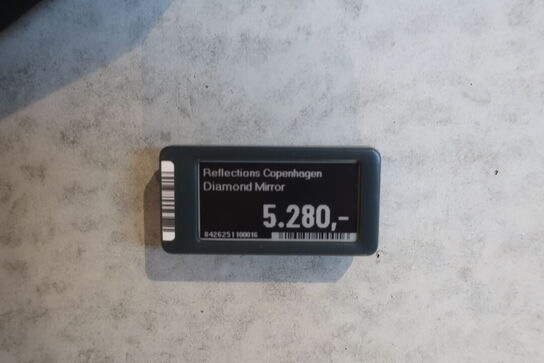 Reflections Copenhagen
Diamond Mirror
5.280,-
8426251100016